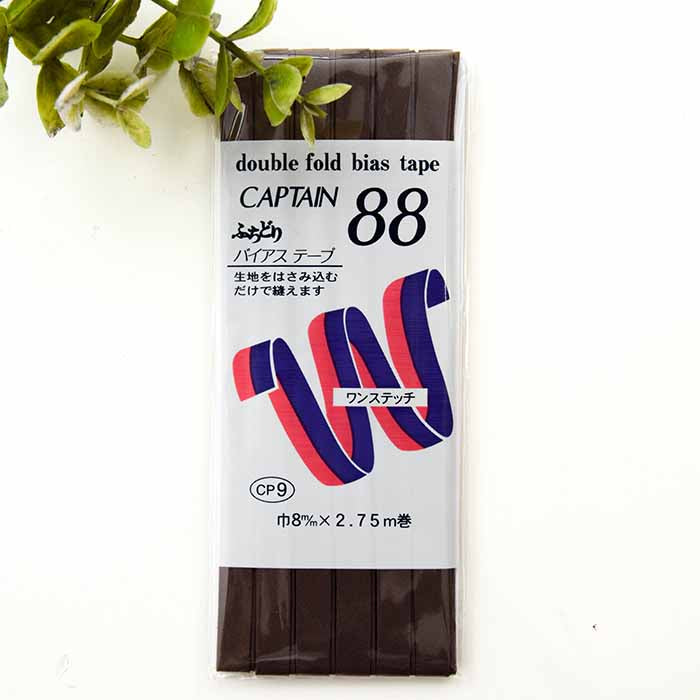 double fold bias tape
CAPTAIN 88
ふちどり
バイアス テープ
生地をはさみ込む
だけで縫えます
ワンステッチ
CP9
巾8m/m×2.75m巻